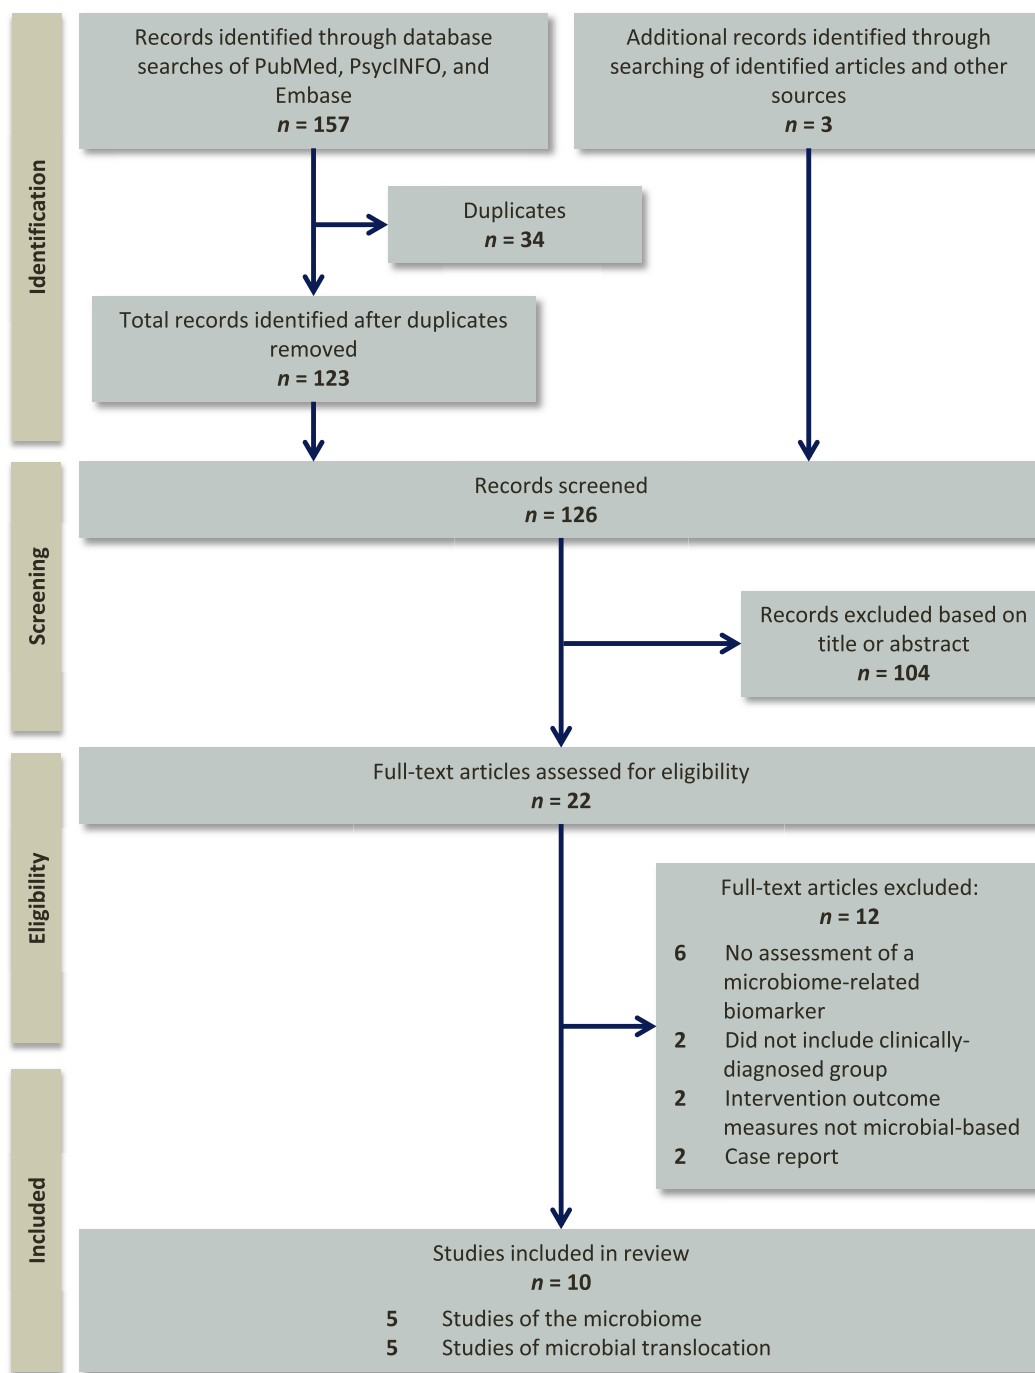 Identification
Records identified through database
searches of PubMed, PsycINFO, and
Embase
n = 157
Additional records identified through
searching of identified articles and other
sources
n = 3
Duplicates
n = 34
Total records identified after duplicates
removed
n = 123
Screening
Records screened
n = 126
Records excluded based on
title or abstract
n = 104
Eligibility
Full-text articles assessed for eligibility
n = 22
Full-text articles excluded:
n = 12
6 No assessment of a
microbiome-related
biomarker
2 Did not include clinically-
diagnosed group
2 Intervention outcome
measures not microbial-based
2 Case report
Included
Studies included in review
n = 10
5 Studies of the microbiome
5 Studies of microbial translocation